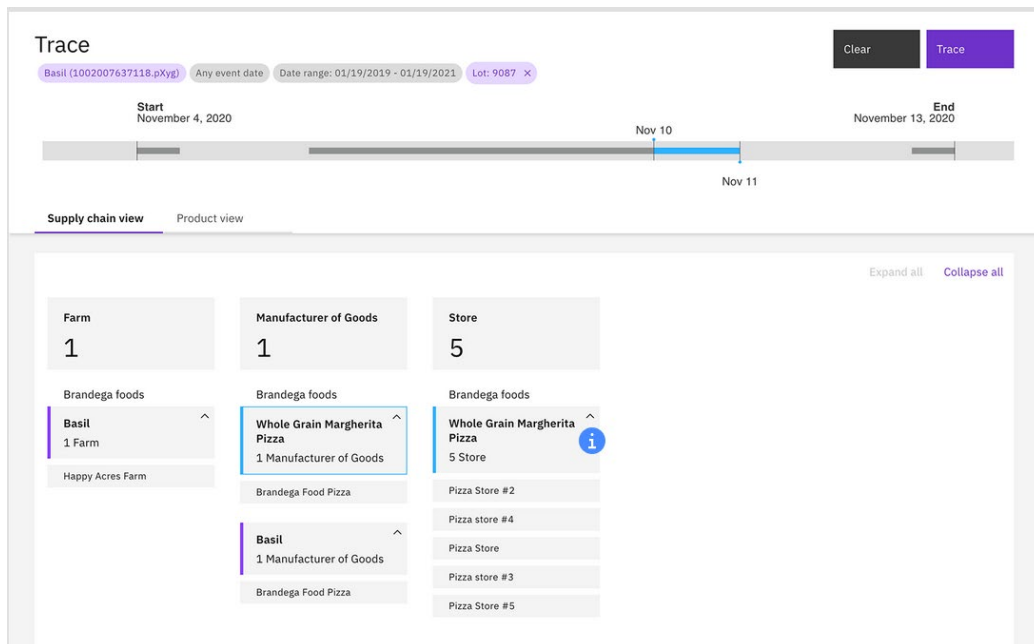 Trace
Clear
Trace
Basil (1002007637118.pXyg)
Any event date
Date range: 01/19/2019 - 01/19/2021
Lot: 9087 ×
Start
November 4, 2020
End
November 13, 2020
Nov 10
Nov 11
Supply chain view
Product view
Expand all
Collapse all
Farm
1
Brandega foods
Basil
1 Farm
Happy Acres Farm
Manufacturer of Goods
1
Brandega foods
Whole Grain Margherita
Pizza
1 Manufacturer of Goods
Brandega Food Pizza
Basil
1 Manufacturer of Goods
Brandega Food Pizza
Store
5
Brandega foods
Whole Grain Margherita
Pizza
5 Store
Pizza Store #2
Pizza store #4
Pizza Store
Pizza store #3
Pizza Store #5